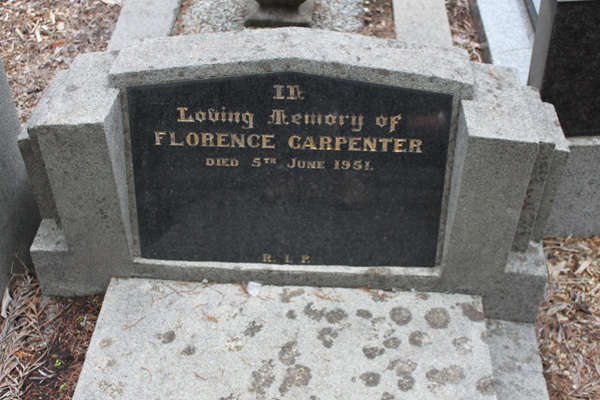 In
Loving Memory of
FLORENCE CARPENTER
DIED 5TH JUNE 1951.
R. I. P.